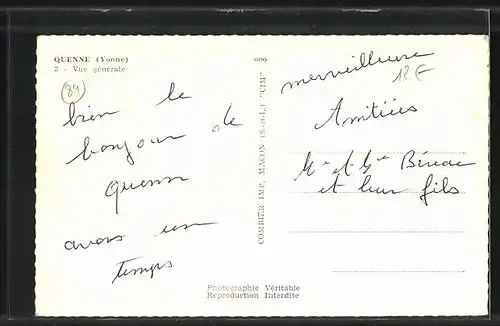 QUENNE (Yonne)
2 - Vue générale
89
bien le
bonjour de
Quenne
avons un
temps
COMBIER IMP. MACON (S.-et-L.) "CIM"
merveilleux
12€
Amitiés
Mr et Mme
et leur fils
Photographie Véritable
Reproduction Interdite